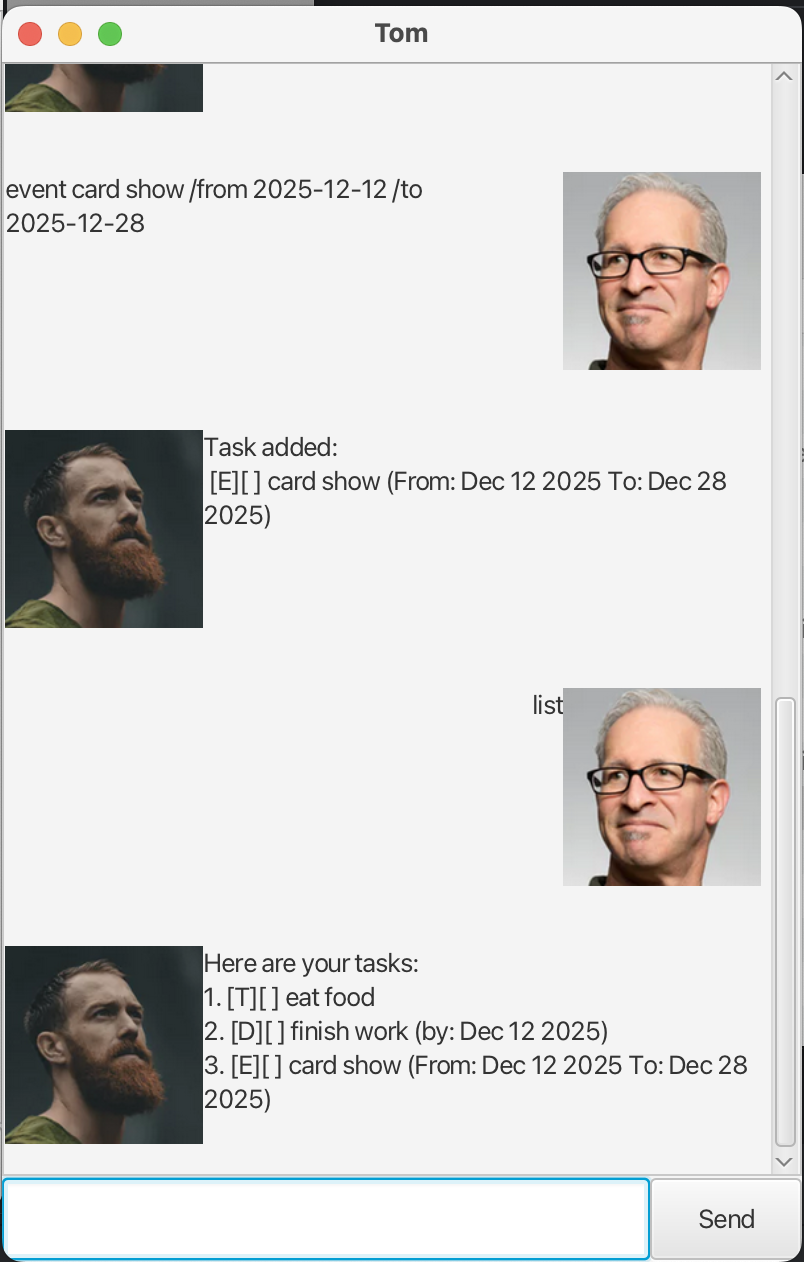 Tom
event card show /from 2025-12-12 /to
2025-12-28
Task added:
[E][ ] card show (From: Dec 12 2025 To: Dec 28
2025)
list
Here are your tasks:
1. [T][ ] eat food
2. [D][ ] finish work (by: Dec 12 2025)
3. [E][ ] card show (From: Dec 12 2025 To: Dec 28
2025)
Send